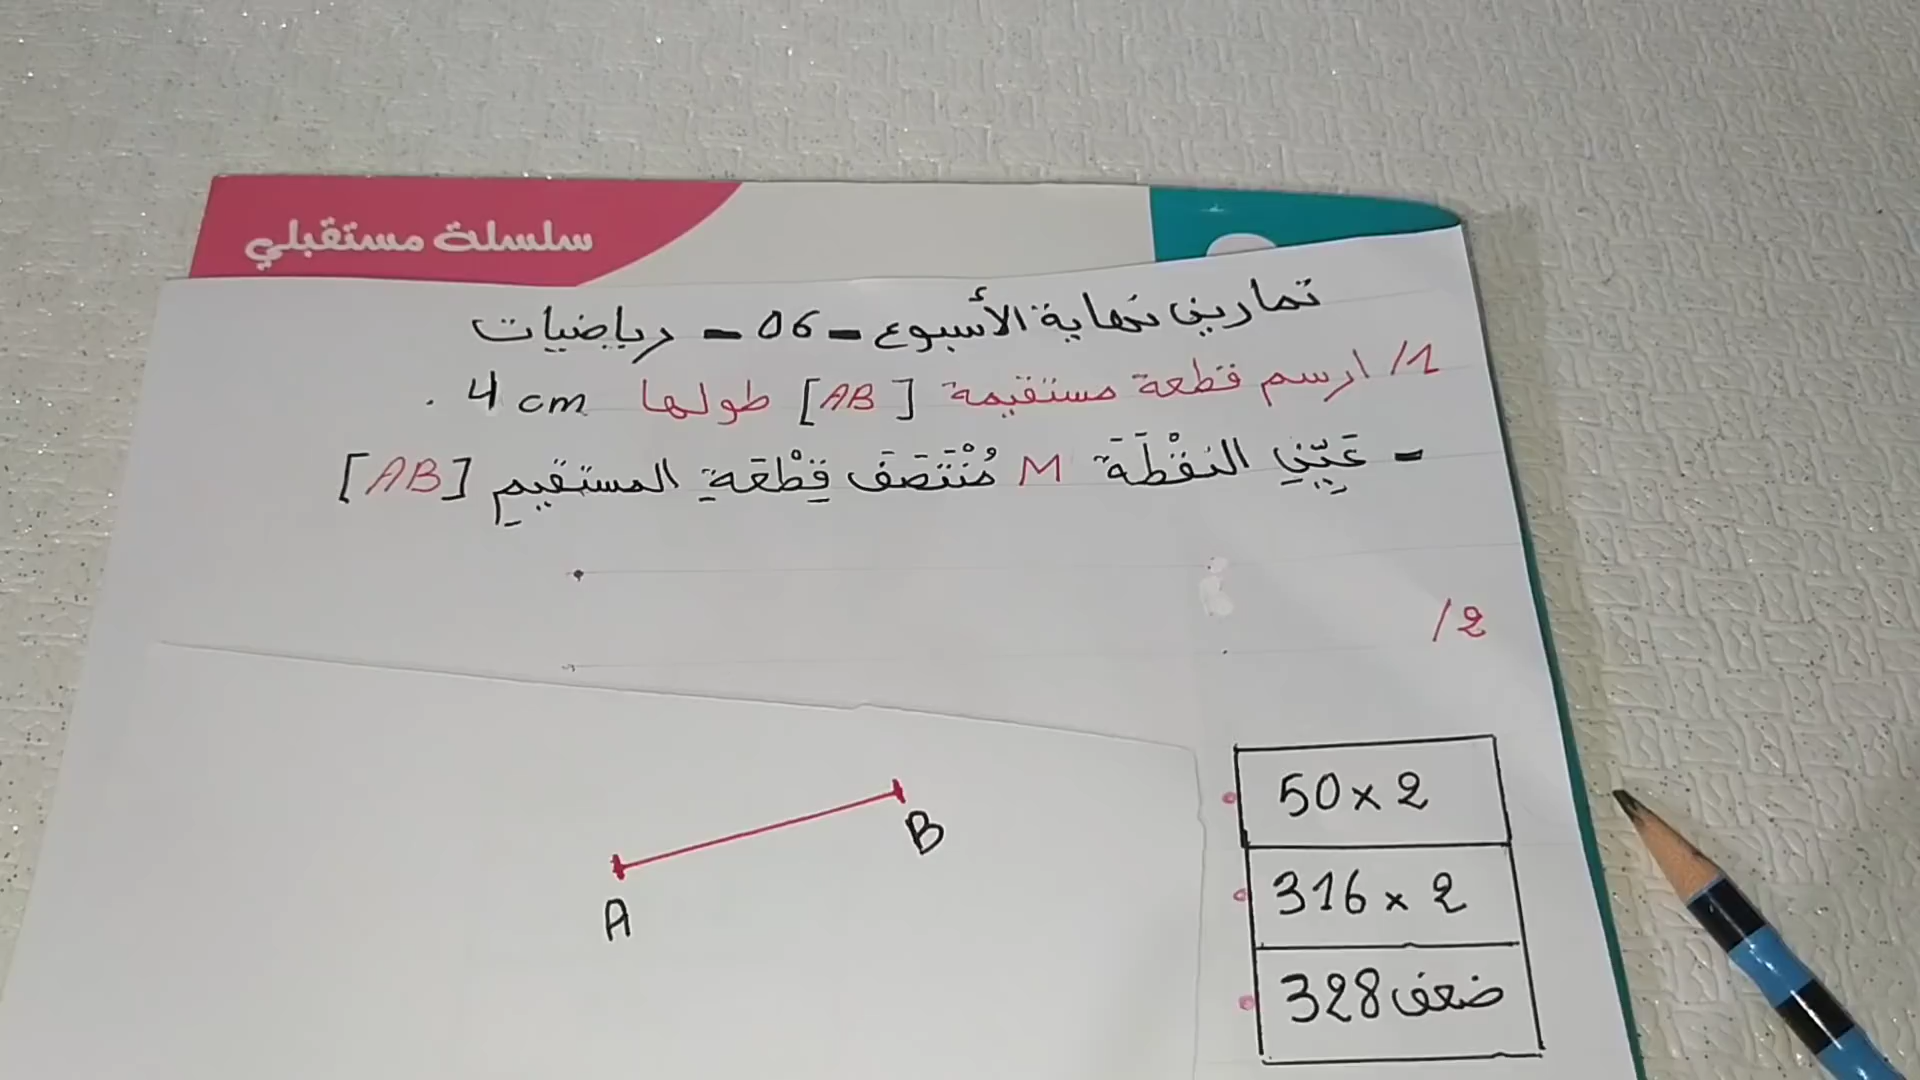 سلسلة مستقبلي
تمارين نهاية الأسبوع - 06 - رياضيات
1/ ارسم قطعة مستقيمة [AB] طولها 4 cm .
- عَيِّنِ النقْطَةَ M مُنْتَصَفَ قِطْعَةِ المستقيمِ [AB]
2/
50 x 2
B
316 x 2
A
ضعف 328